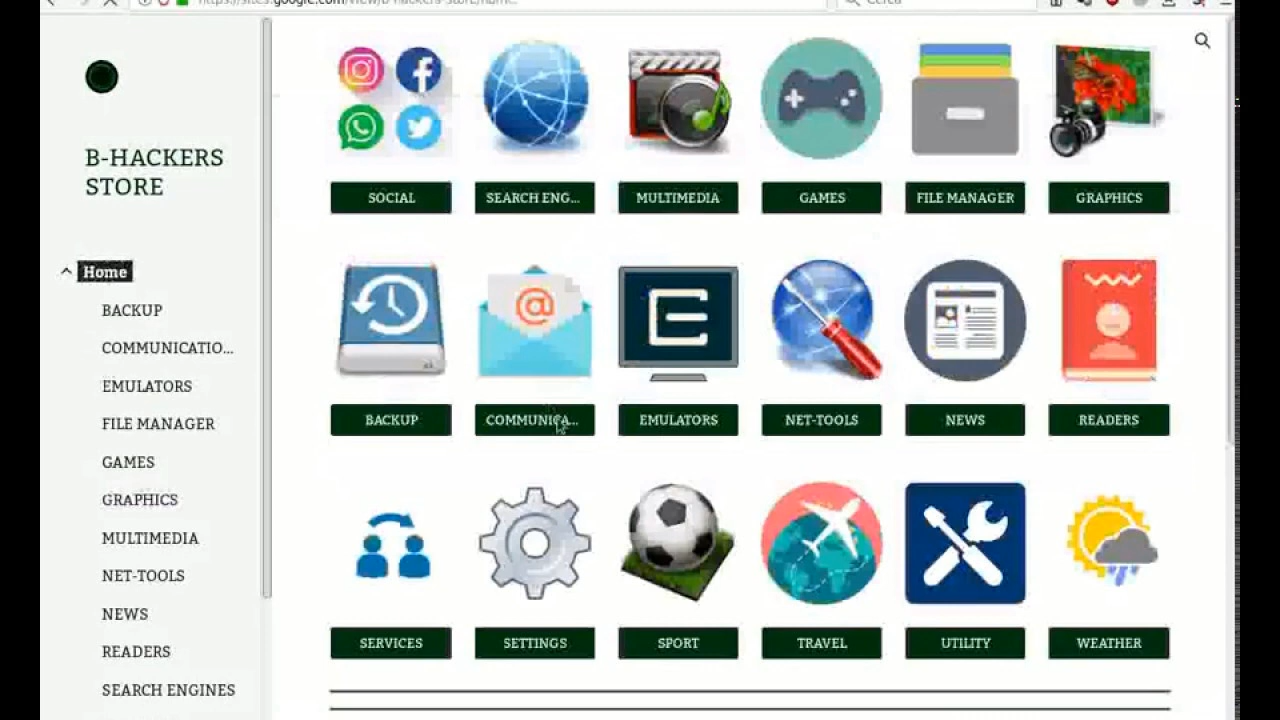 B-HACKERS
STORE
Home
BACKUP
COMMUNICATIO...
EMULATORS
FILE MANAGER
GAMES
GRAPHICS
MULTIMEDIA
NET-TOOLS
NEWS
READERS
SEARCH ENGINES
SOCIAL
SEARCH ENG...
MULTIMEDIA
GAMES
FILE MANAGER
GRAPHICS
BACKUP
COMMUNICA...
EMULATORS
NET-TOOLS
NEWS
READERS
SERVICES
SETTINGS
SPORT
TRAVEL
UTILITY
WEATHER